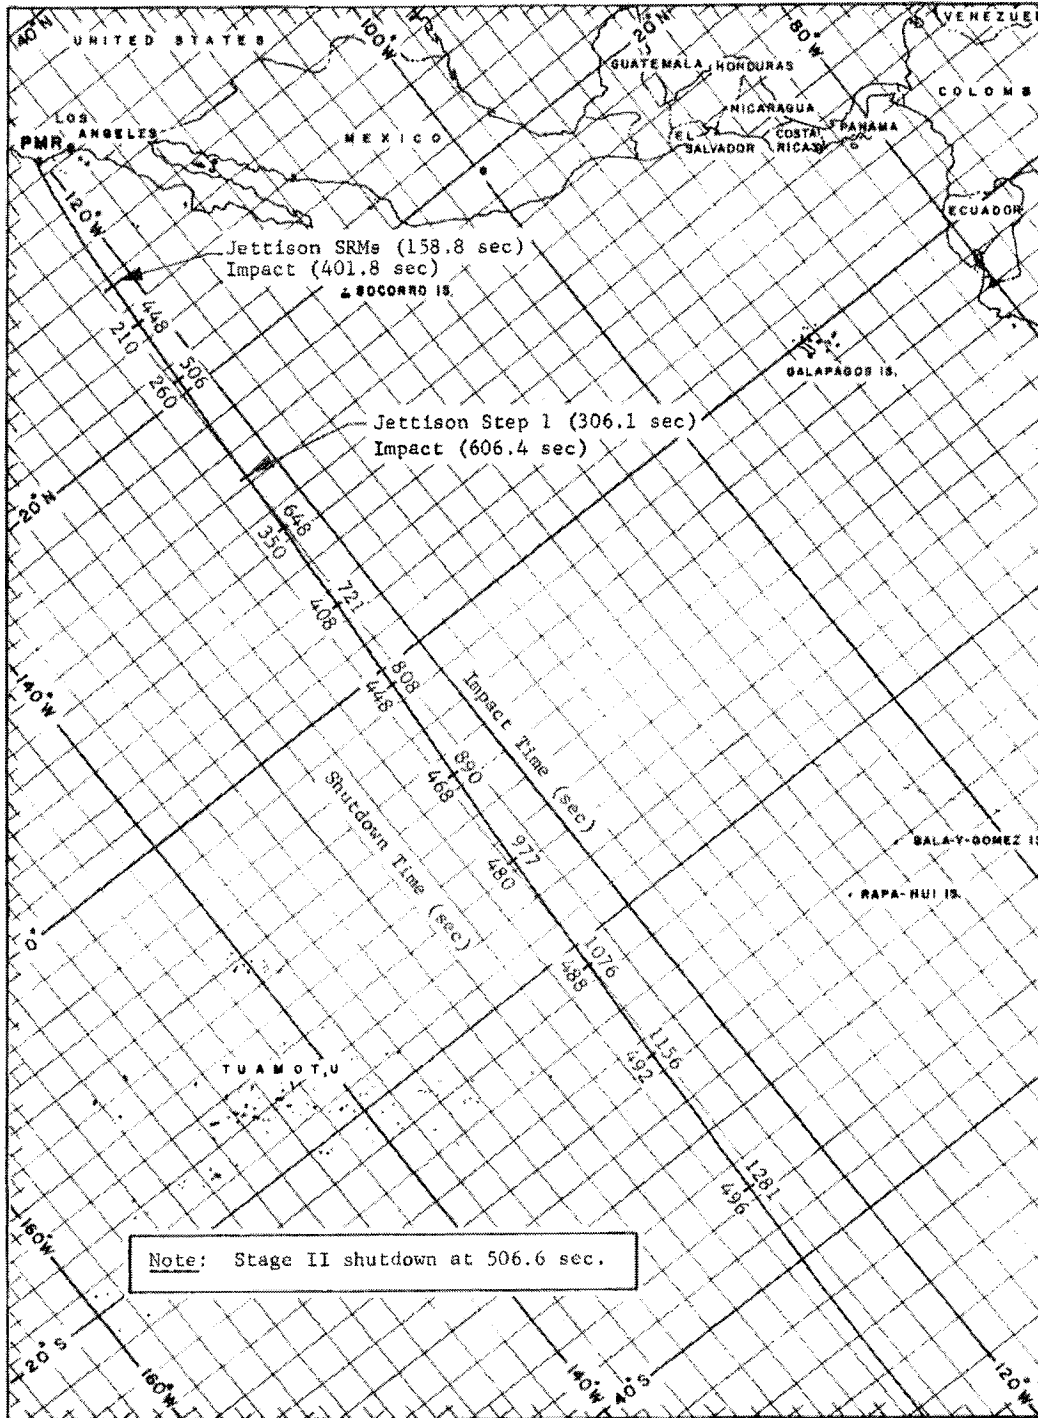 40°N
UNITED STATES
100°W
20°N
80°W
VENEZUEL
GUATEMALA
HONDURAS
COLOMB
NICARAGUA
LOS ANGELES
PMR
MEXICO
EL SALVADOR
COSTA RICA
PANAMA
120°W
ECUADOR
Jettison SRMs (158.8 sec)
Impact (401.8 sec)
SOCORRO IS.
448
210
GALAPAGOS IS.
506
260
Jettison Step 1 (306.1 sec)
Impact (606.4 sec)
20°N
648
350
721
408
140°W
808
448
Impact Time (sec)
890
468
Shutdown Time (sec)
977
480
SALA-Y-GOMEZ IS
RAPA-HUI IS.
0°
1076
488
1156
492
TUAMOTU
1281
496
160°W
Note: Stage II shutdown at 506.6 sec.
20°S
160°W
140°W
40°S
120°W